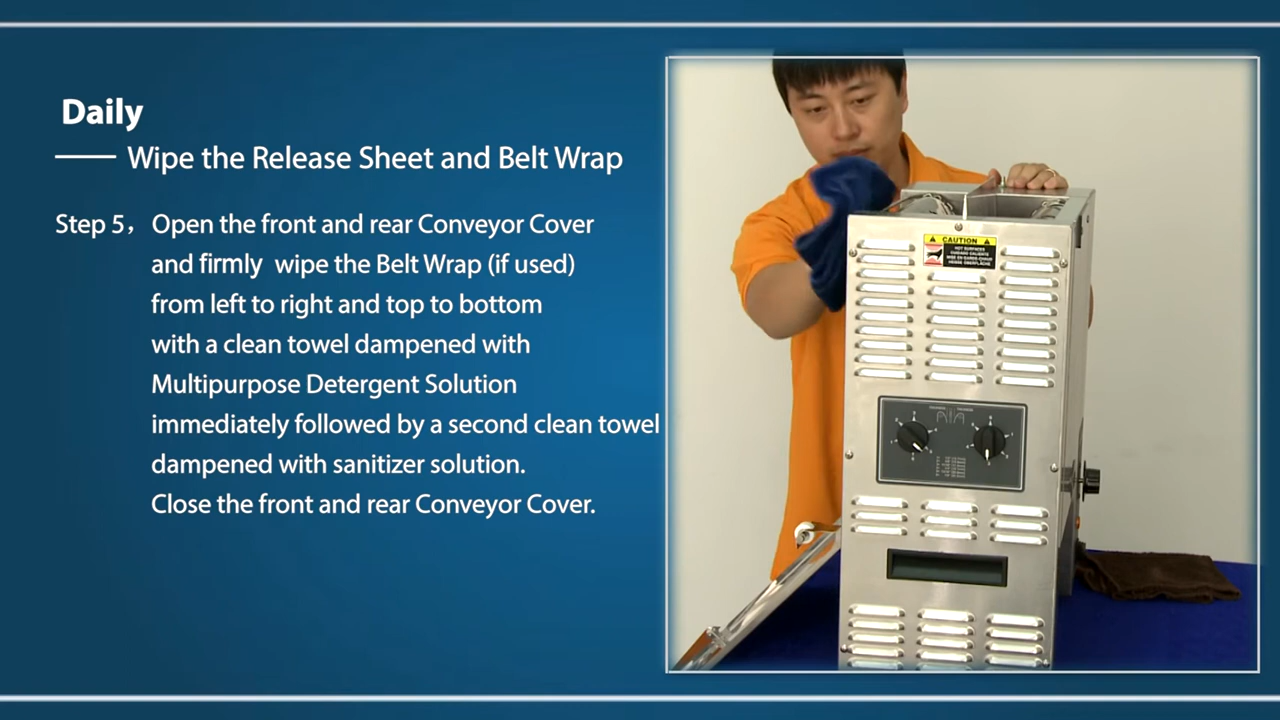 Daily
Wipe the Release Sheet and Belt Wrap
Step 5, Open the front and rear Conveyor Cover
and firmly wipe the Belt Wrap (if used)
from left to right and top to bottom
with a clean towel dampened with
Multipurpose Detergent Solution
immediately followed by a second clean towel
dampened with sanitizer solution.
Close the front and rear Conveyor Cover.
CAUTION
HOT SURFACES